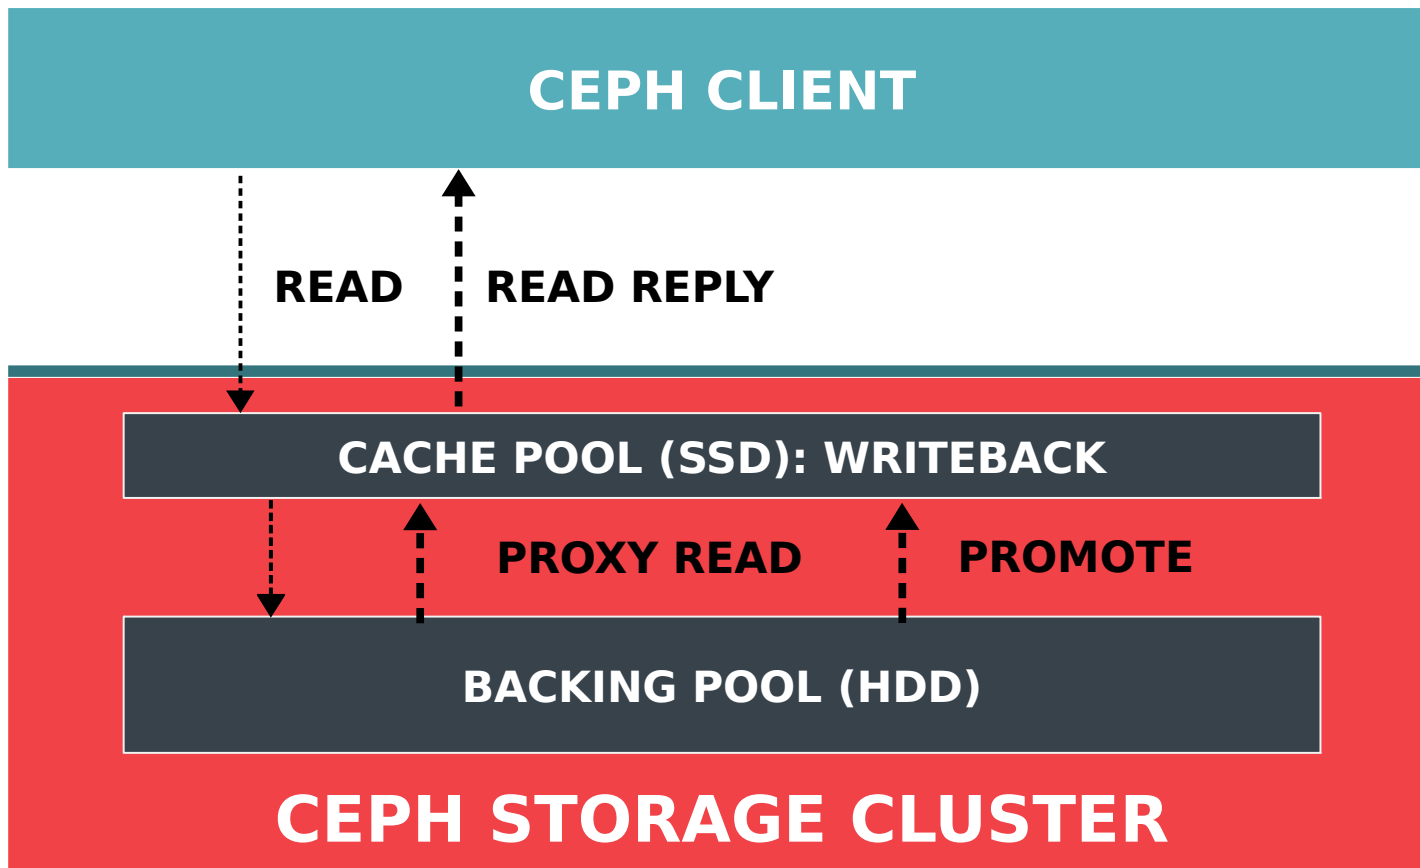 CEPH CLIENT
READ
READ REPLY
CACHE POOL (SSD): WRITEBACK
PROXY READ
PROMOTE
BACKING POOL (HDD)
CEPH STORAGE CLUSTER